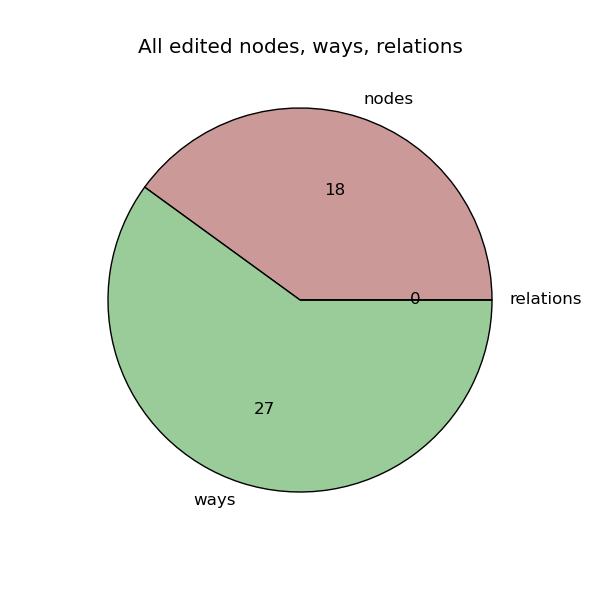 All edited nodes, ways, relations
nodes
18
0
relations
27
ways